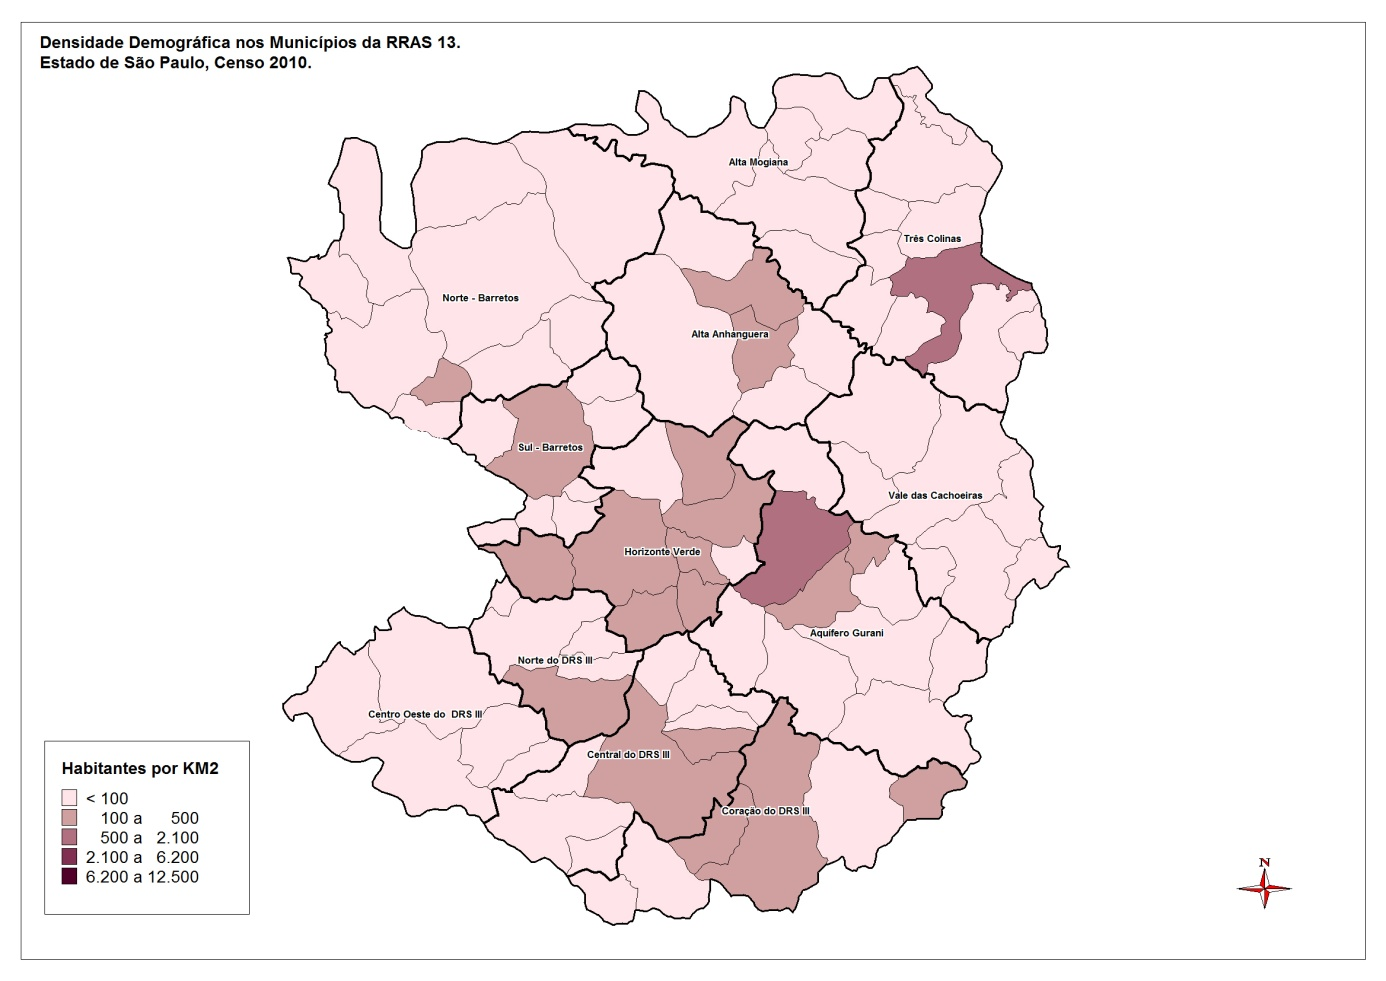 Densidade Demográfica nos Municípios da RRAS 13.
Estado de São Paulo, Censo 2010.
Alta Mogiana
Três Colinas
Norte - Barretos
Alta Anhanguera
Sul - Barretos
Vale das Cachoeiras
Horizonte Verde
Aquífero Gurani
Norte do DRS III
Centro Oeste do DRS III
Central do DRS III
Coração do DRS III
Habitantes por KM2
< 100
100 a 500
500 a 2.100
2.100 a 6.200
6.200 a 12.500
N